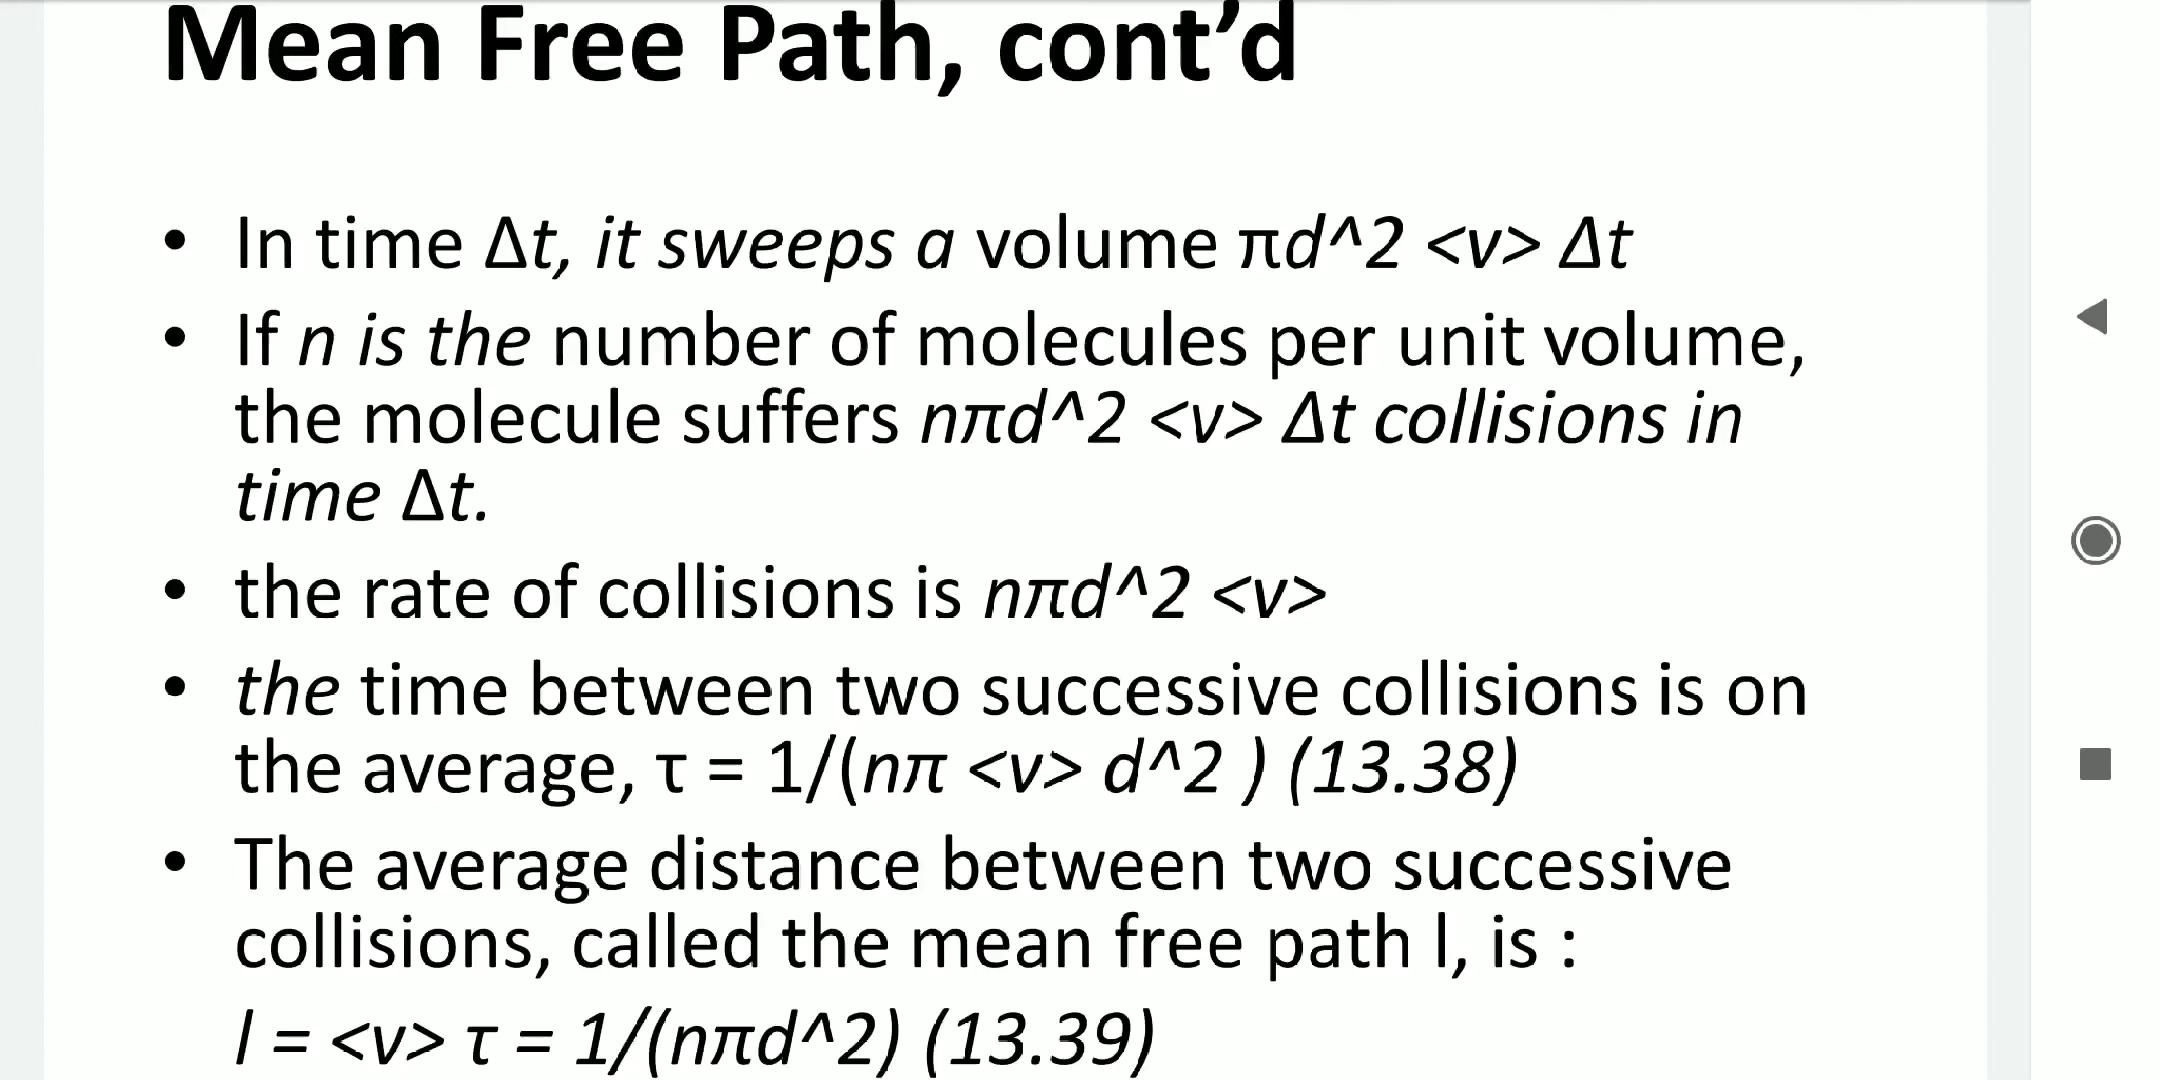 Mean Free Path, cont’d
• In time Δt, it sweeps a volume πd^2 <v> Δt
• If n is the number of molecules per unit volume,
the molecule suffers nπd^2 <v> Δt collisions in
time Δt.
• the rate of collisions is nπd^2 <v>
• the time between two successive collisions is on
the average, τ = 1/(nπ <v> d^2 ) (13.38)
• The average distance between two successive
collisions, called the mean free path l, is :
l = <v> τ = 1/(nπd^2) (13.39)